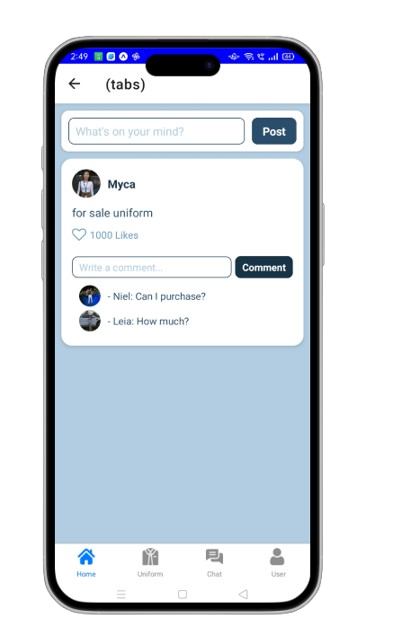 2:49
(tabs)
What's on your mind? Post
Myca
for sale uniform
1000 Likes
Write a comment... Comment
- Niel: Can I purchase?
- Leia: How much?
Home Uniform Chat User